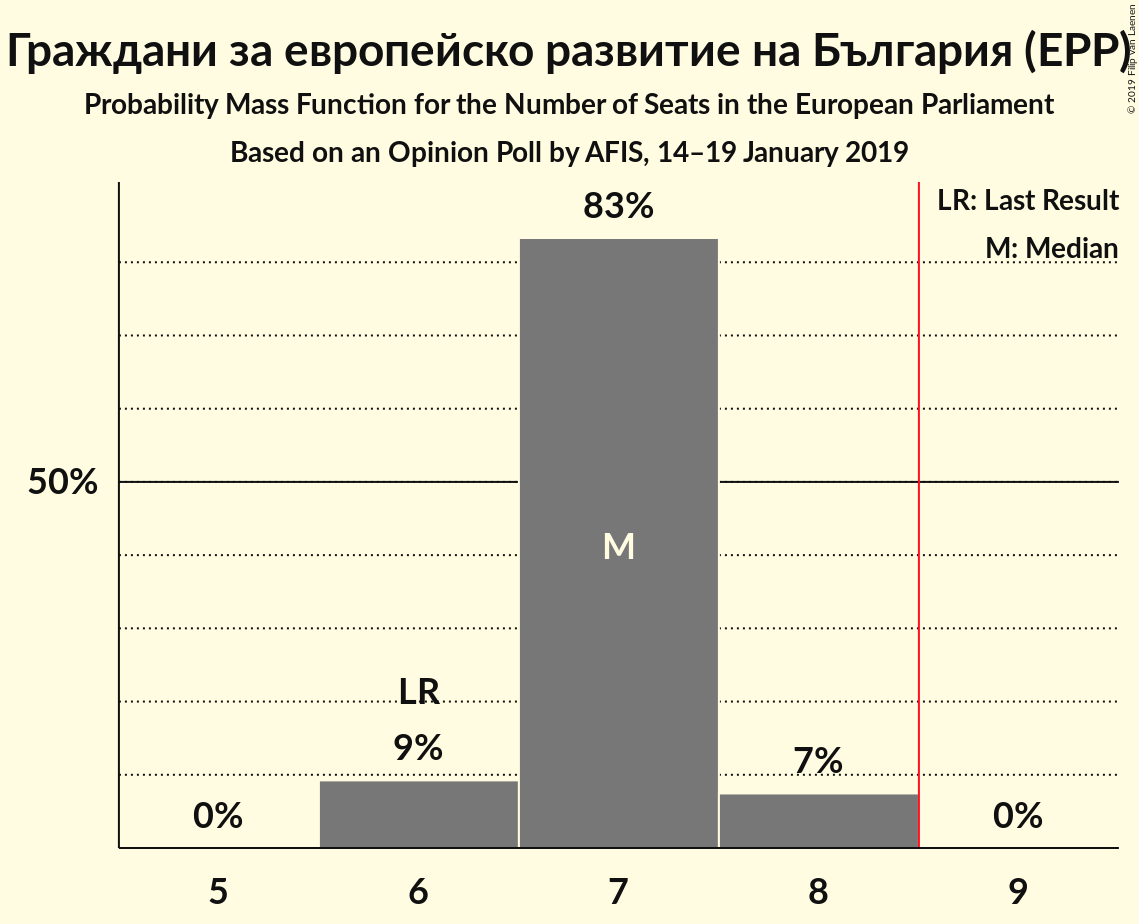 Граждани за европейско развитие на България (EPP)
© 2019 Filip van Laenen
Probability Mass Function for the Number of Seats in the European Parliament
Based on an Opinion Poll by AFIS, 14–19 January 2019
LR: Last Result
M: Median
83%
50%
M
LR
9%
7%
0%
0%
5 6 7 8 9